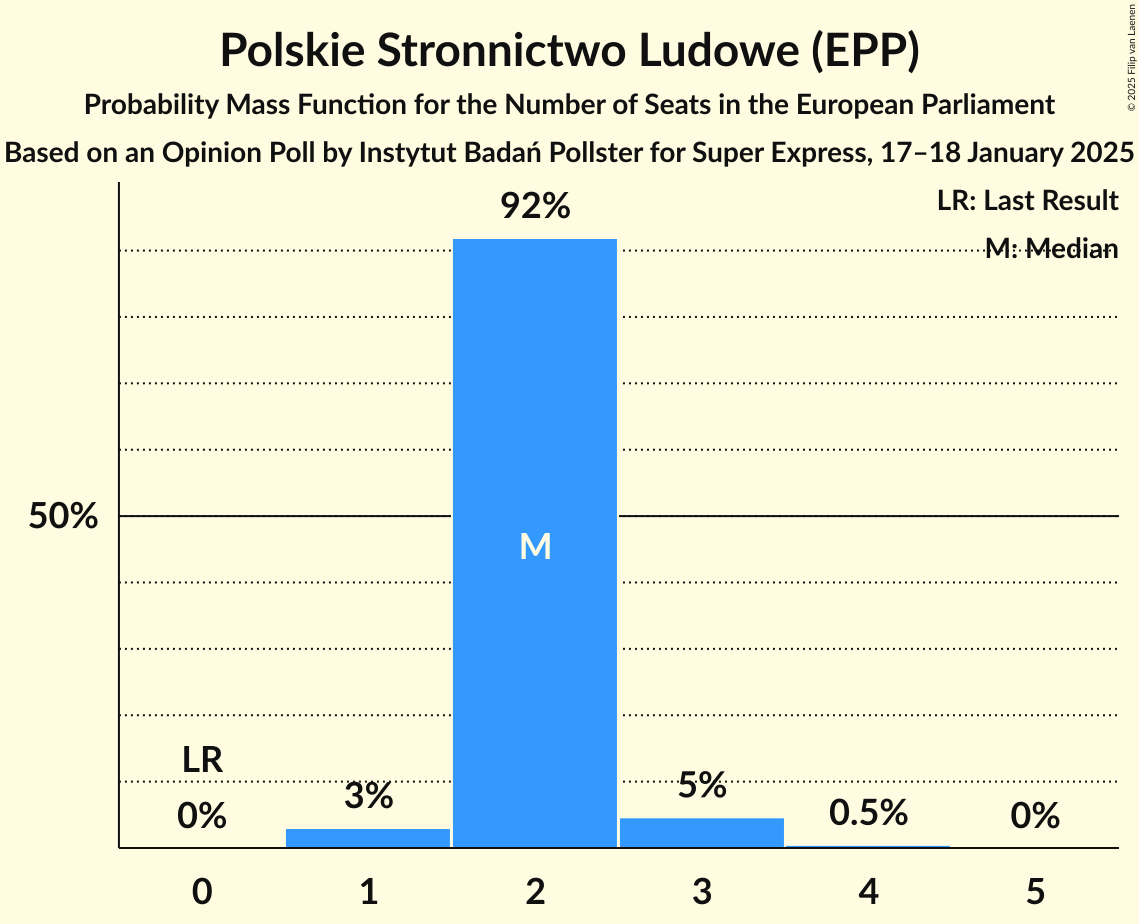 Polskie Stronnictwo Ludowe (EPP)
Probability Mass Function for the Number of Seats in the European Parliament
Based on an Opinion Poll by Instytut Badań Pollster for Super Express, 17–18 January 2025
© 2025 Filip van Laenen
LR: Last Result
M: Median
92%
50%
M
LR
0%
3%
5%
0.5%
0%
0 1 2 3 4 5